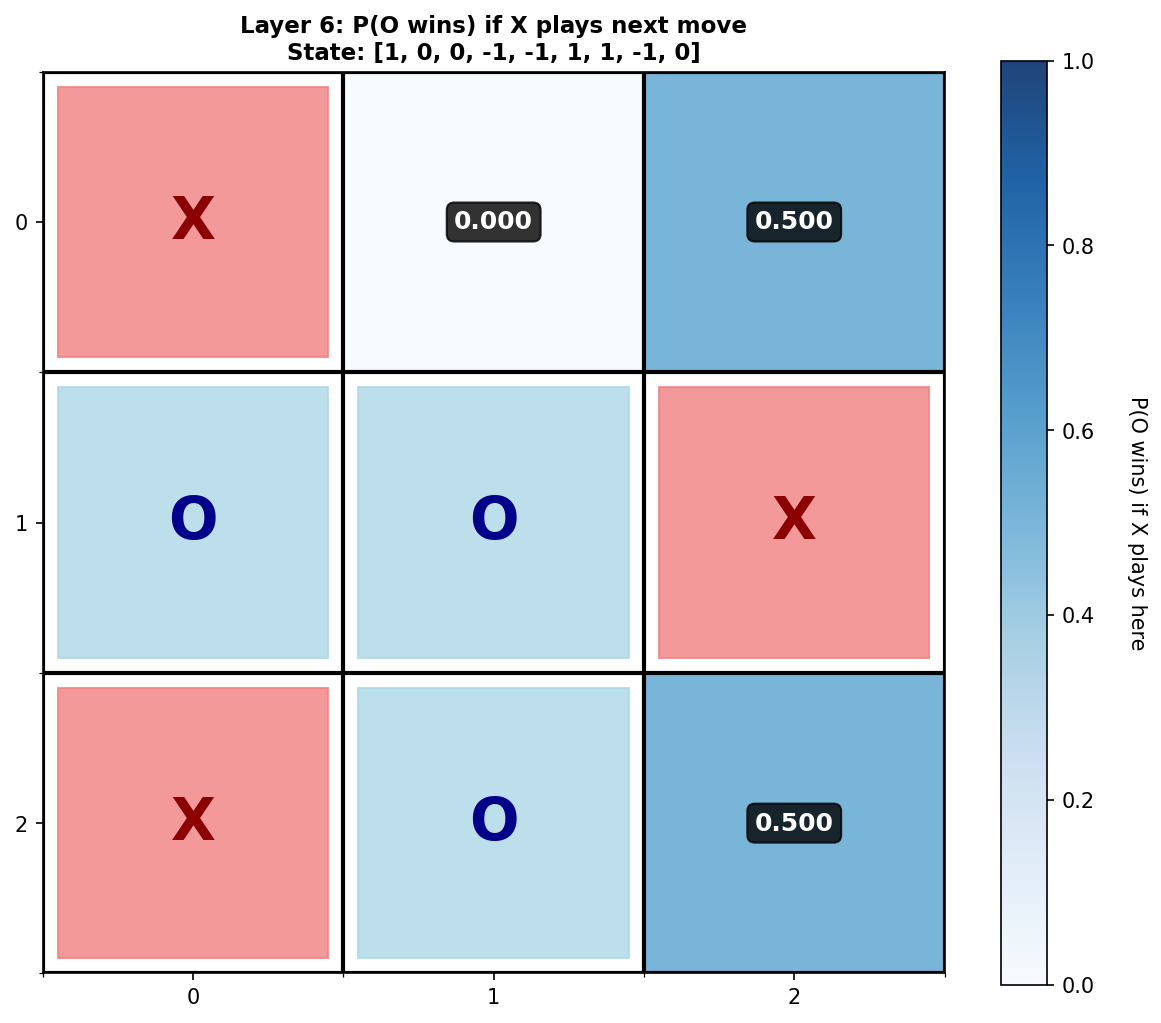 Layer 6: P(O wins) if X plays next move
State: [1, 0, 0, -1, -1, 1, 1, -1, 0]
X
0.000
0.500
O
O
X
X
O
0.500
0
1
2
0
1
2
1.0
0.8
0.6
0.4
0.2
0.0
P(O wins) if X plays here